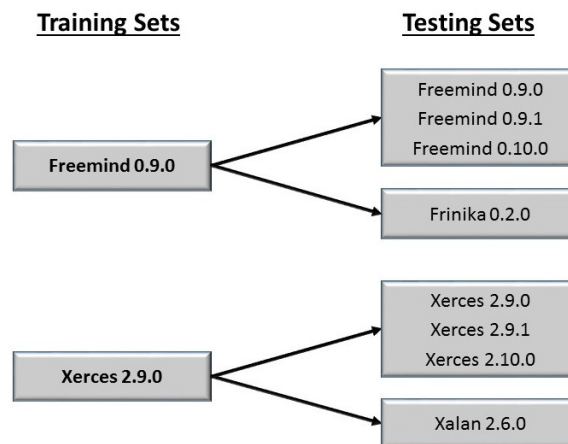 Training Sets
Testing Sets
Freemind 0.9.0
Freemind 0.9.0
Freemind 0.9.1
Freemind 0.10.0
Frinika 0.2.0
Xerces 2.9.0
Xerces 2.9.0
Xerces 2.9.1
Xerces 2.10.0
Xalan 2.6.0